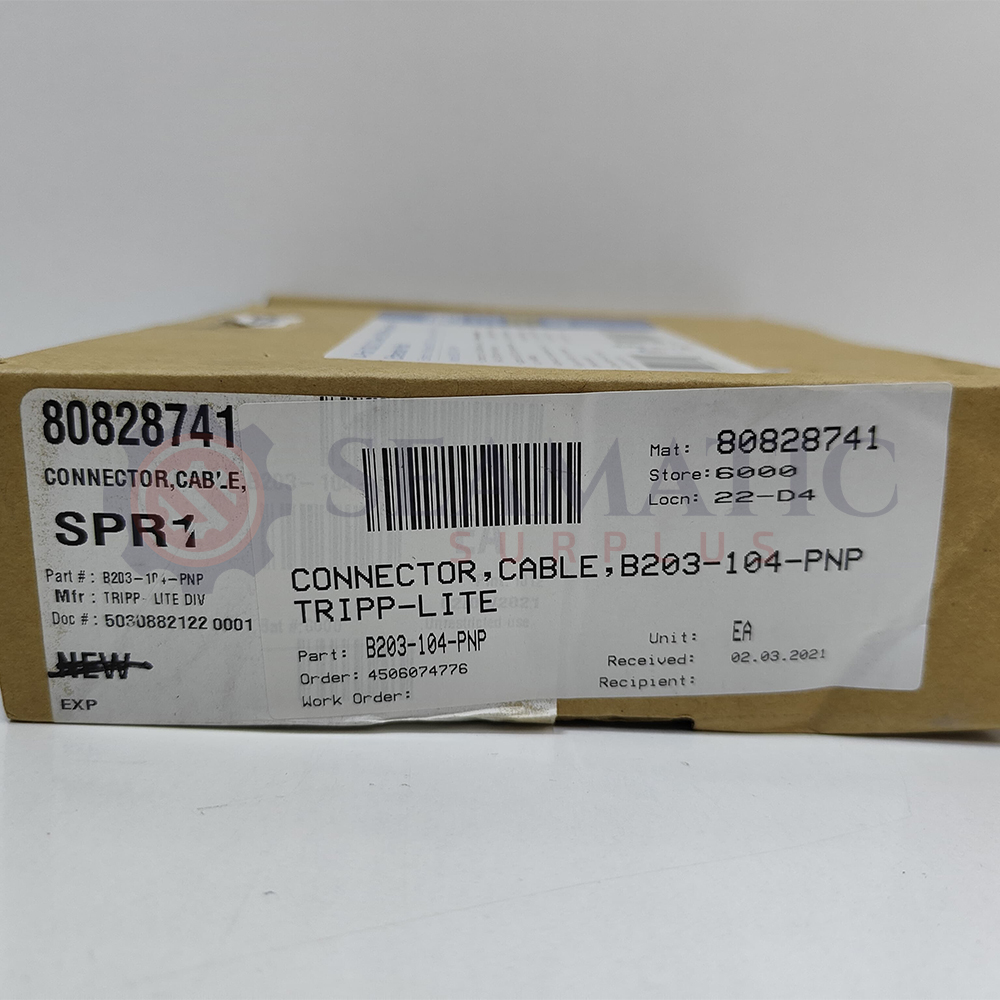 80828741
CONNECTOR,CABLE,
SPR1
Part # : B203-104-PNP
Mfr : TRIPP- LITE DIV
Doc # : 5030882122 0001
NEW
EXP
Mat: 80828741
Store: 6000
Locn: 22-D4
CONNECTOR,CABLE,B203-104-PNP
TRIPP-LITE
Part: B203-104-PNP
Order: 4506074776
Work Order:
Unit: EA
Received: 02.03.2021
Recipient:
SEAMATIC
SURPLUS